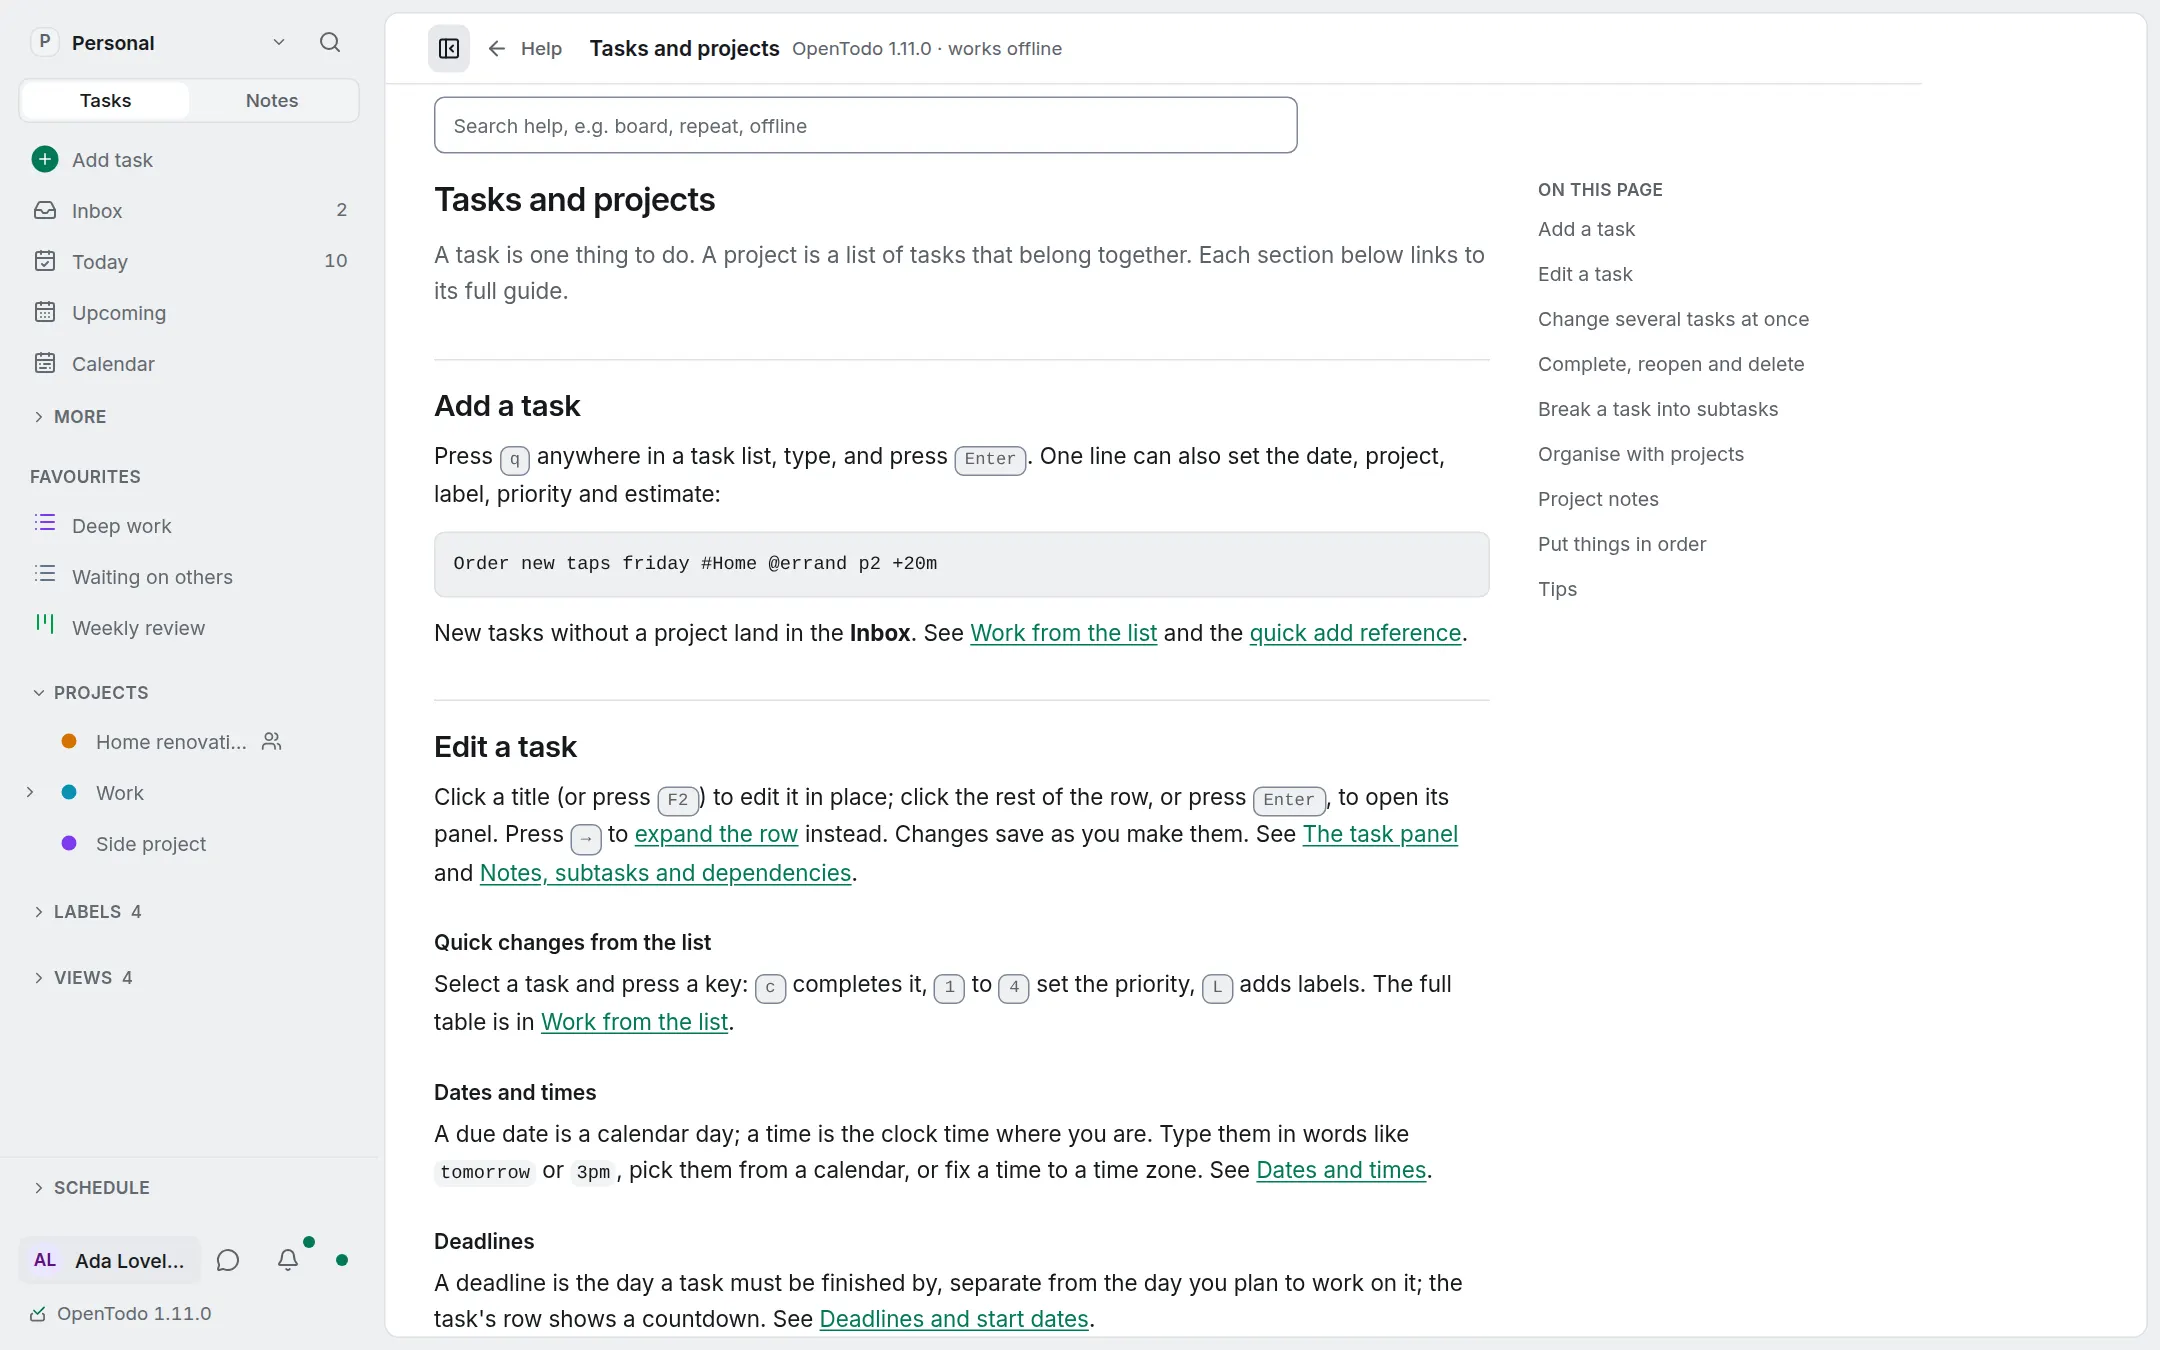 P Personal
Tasks Notes
Add task
Inbox 2
Today 10
Upcoming
Calendar
MORE
FAVOURITES
Deep work
Waiting on others
Weekly review
PROJECTS
Home renovati...
Work
Side project
LABELS 4
VIEWS 4
SCHEDULE
AL Ada Lovel...
OpenTodo 1.11.0
Help Tasks and projects OpenTodo 1.11.0 · works offline
Search help, e.g. board, repeat, offline
Tasks and projects
A task is one thing to do. A project is a list of tasks that belong together. Each section below links to
its full guide.
Add a task
Press q anywhere in a task list, type, and press Enter. One line can also set the date, project,
label, priority and estimate:
Order new taps friday #Home @errand p2 +20m
New tasks without a project land in the Inbox. See Work from the list and the quick add reference.
Edit a task
Click a title (or press F2) to edit it in place; click the rest of the row, or press Enter, to open its
panel. Press → to expand the row instead. Changes save as you make them. See The task panel
and Notes, subtasks and dependencies.
Quick changes from the list
Select a task and press a key: c completes it, 1 to 4 set the priority, L adds labels. The full
table is in Work from the list.
Dates and times
A due date is a calendar day; a time is the clock time where you are. Type them in words like
tomorrow or 3pm, pick them from a calendar, or fix a time to a time zone. See Dates and times.
Deadlines
A deadline is the day a task must be finished by, separate from the day you plan to work on it; the
task's row shows a countdown. See Deadlines and start dates.
ON THIS PAGE
Add a task
Edit a task
Change several tasks at once
Complete, reopen and delete
Break a task into subtasks
Organise with projects
Project notes
Put things in order
Tips